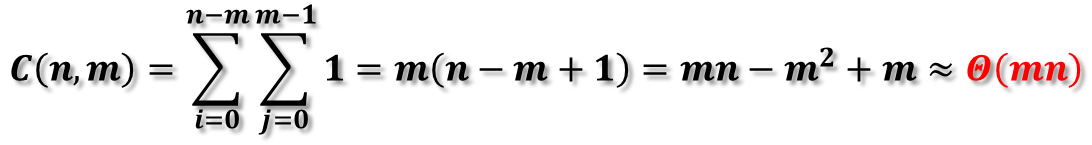 C(n, m) = ∑_{i=0}^{n−m} ∑_{j=0}^{m−1} 1 = m(n − m + 1) = mn − m² + m ≈ Θ(mn)